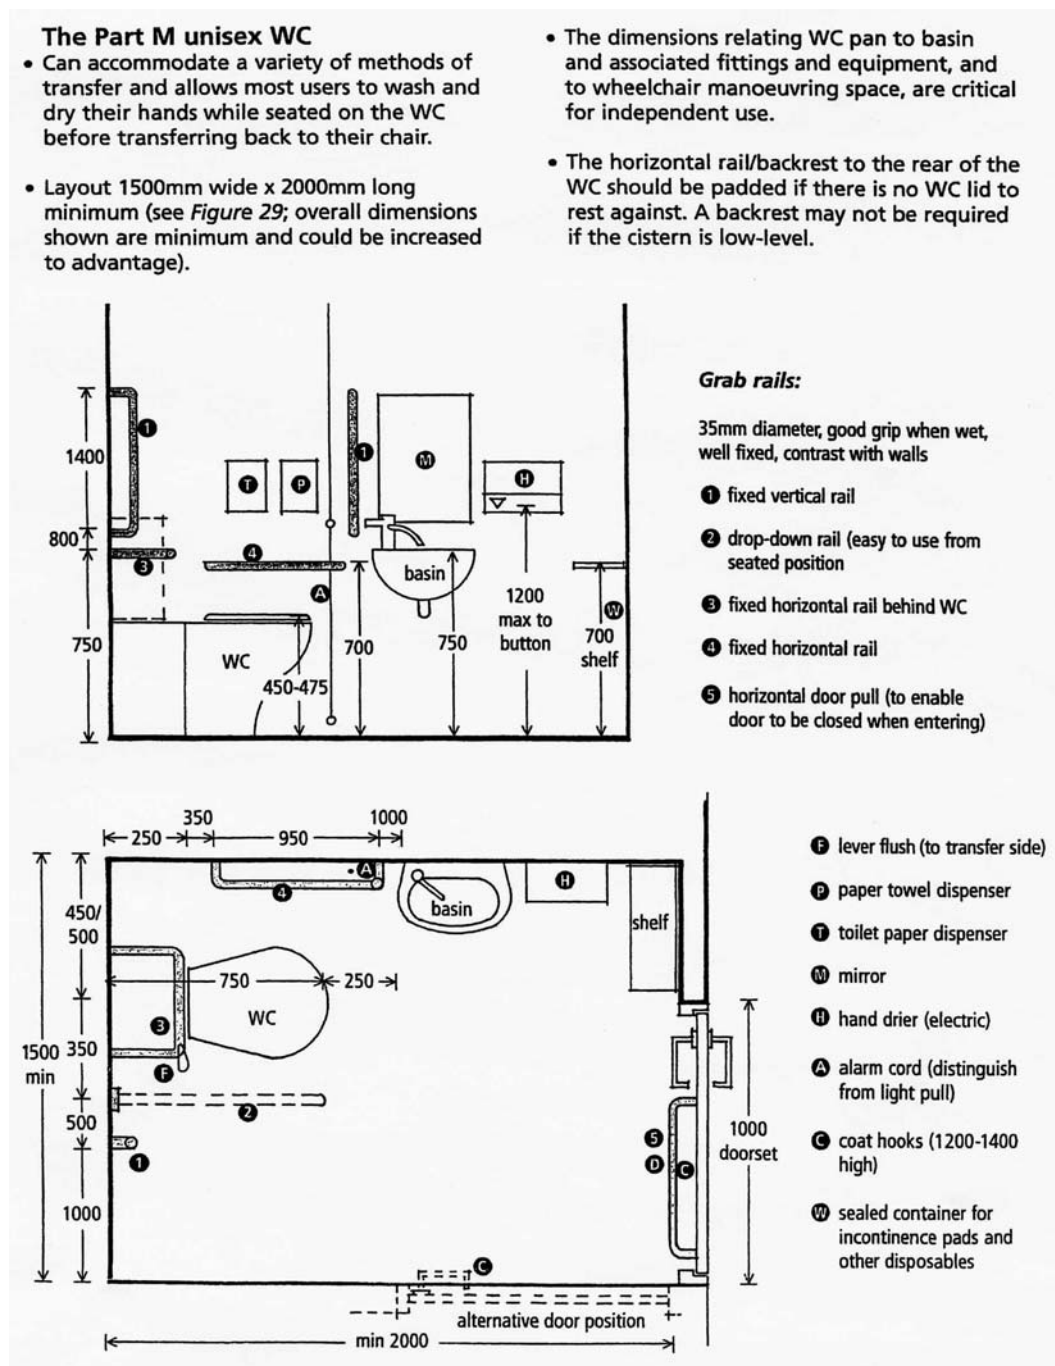 The Part M unisex WC
• Can accommodate a variety of methods of
transfer and allows most users to wash and
dry their hands while seated on the WC
before transferring back to their chair.
• Layout 1500mm wide x 2000mm long
minimum (see Figure 29; overall dimensions
shown are minimum and could be increased
to advantage).
• The dimensions relating WC pan to basin
and associated fittings and equipment, and
to wheelchair manoeuvring space, are critical
for independent use.
• The horizontal rail/backrest to the rear of the
WC should be padded if there is no WC lid to
rest against. A backrest may not be required
if the cistern is low-level.
1
1400
1
M
T
P
H
800
3
4
basin
A
1200
max to
button
W
750
WC
700
750
700
shelf
450-475
Grab rails:
35mm diameter, good grip when wet,
well fixed, contrast with walls
1 fixed vertical rail
2 drop-down rail (easy to use from
seated position
3 fixed horizontal rail behind WC
4 fixed horizontal rail
5 horizontal door pull (to enable
door to be closed when entering)
350
1000
250
950
A
4
H
basin
450/
500
shelf
750
250
WC
3
1500
min
350
F
2
500
1
5
D
C
1000
doorset
1000
C
alternative door position
min 2000
F lever flush (to transfer side)
P paper towel dispenser
T toilet paper dispenser
M mirror
H hand drier (electric)
A alarm cord (distinguish
from light pull)
C coat hooks (1200-1400
high)
W sealed container for
incontinence pads and
other disposables